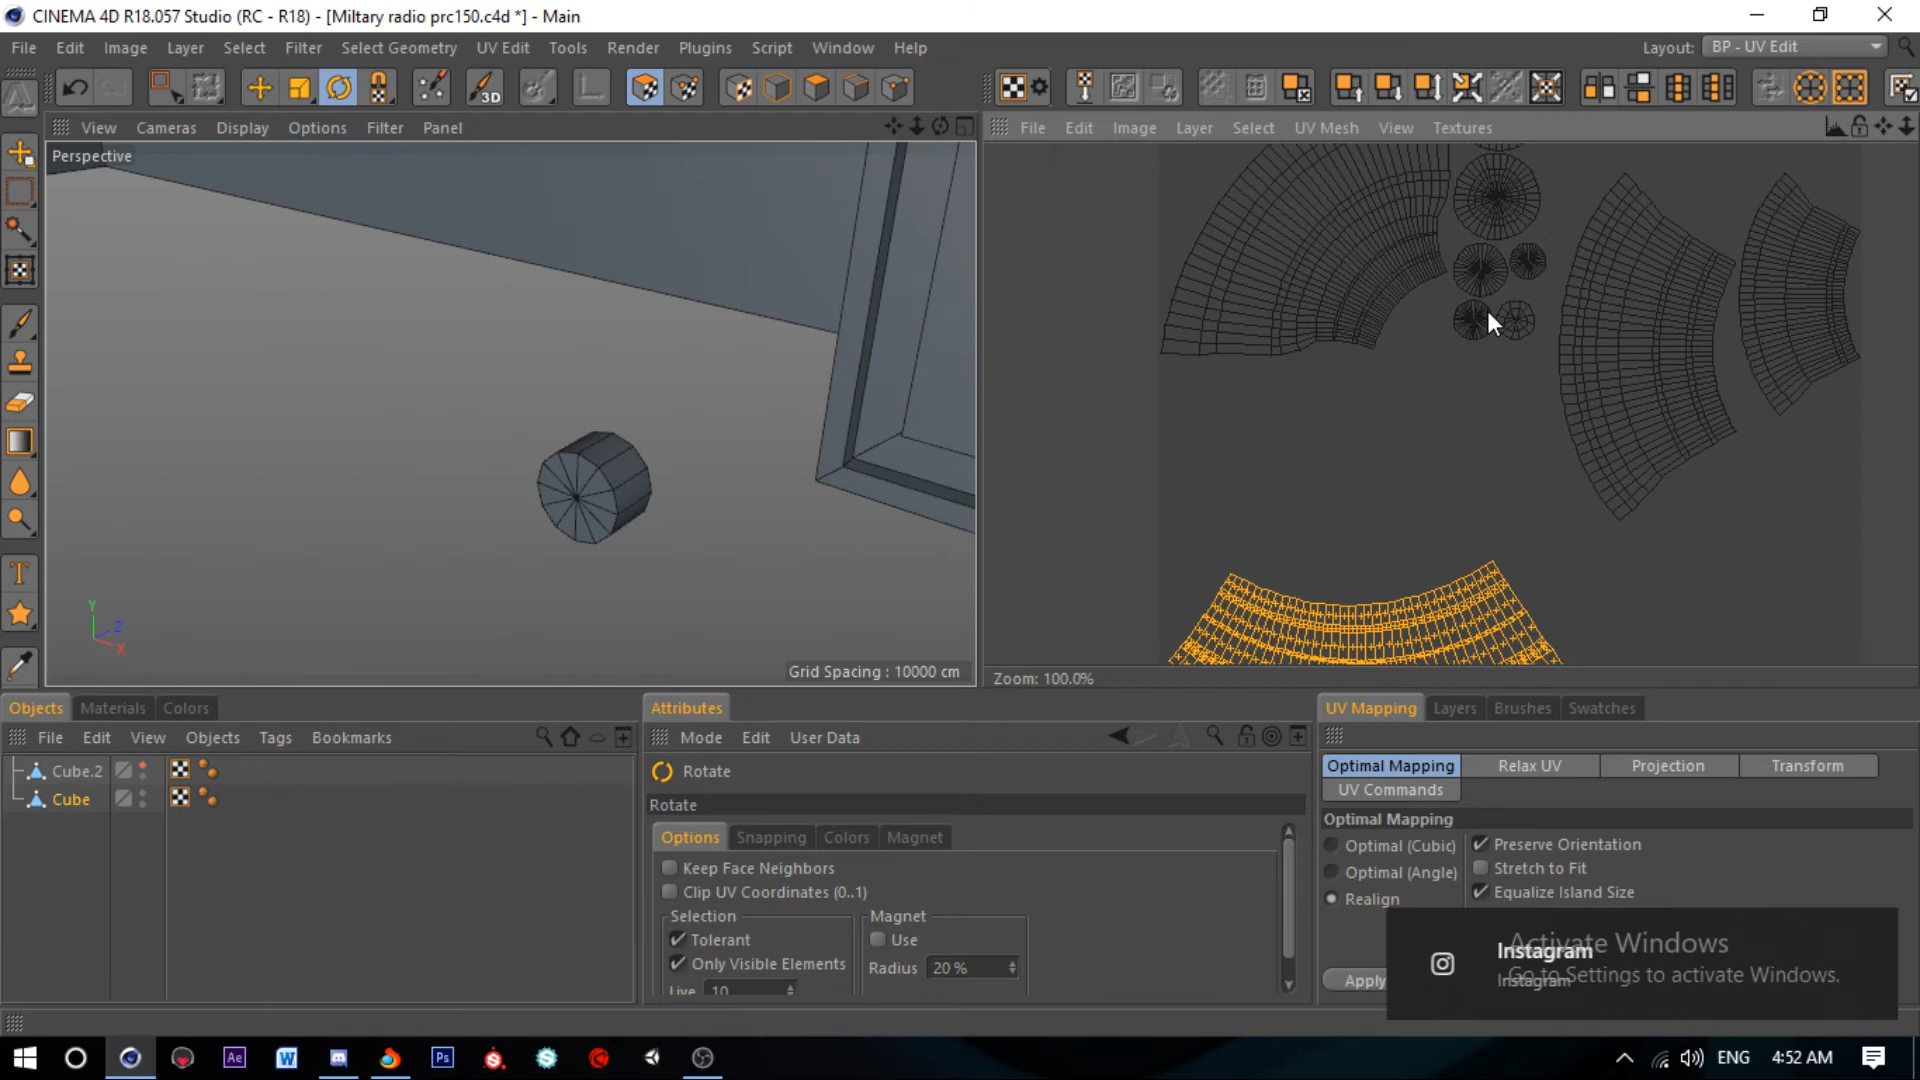 CINEMA 4D R18.057 Studio (RC - R18) - [Miltary radio prc150.c4d *] - Main
File Edit Image Layer Select Filter Select Geometry UV Edit Tools Render Plugins Script Window Help Layout: BP - UV Edit
3D
View Cameras Display Options Filter Panel
File Edit Image Layer Select UV Mesh View Textures
Perspective
Y
Z
X
Grid Spacing : 10000 cm
Zoom: 100.0%
Objects Materials Colors
File Edit View Objects Tags Bookmarks
Cube.2
Cube
Attributes
Mode Edit User Data
Rotate
Rotate
Options Snapping Colors Magnet
Keep Face Neighbors
Clip UV Coordinates (0..1)
Selection Magnet
Tolerant Use
Only Visible Elements Radius 20 %
Live 10
UV Mapping Layers Brushes Swatches
Optimal Mapping Relax UV Projection Transform
UV Commands
Optimal Mapping
Optimal (Cubic) Preserve Orientation
Optimal (Angle) Stretch to Fit
Realign Equalize Island Size
Apply
Activate Windows
Go to Settings to activate Windows.
Instagram
Instagram
Ae W Ps S ENG 4:52 AM